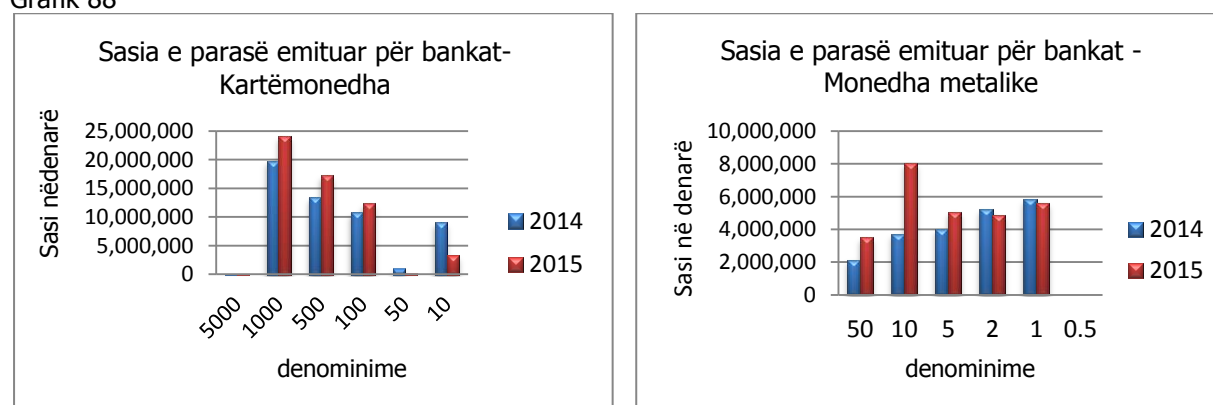 Grafik 88
Sasia e parasë emituar për bankat-
Kartëmonedha
Sasi nëdenarë
25,000,000
20,000,000
15,000,000
10,000,000
5,000,000
0
5000 1000 500 100 50 10
denominime
2014
2015
Sasia e parasë emituar për bankat -
Monedha metalike
Sasi në denarë
10,000,000
8,000,000
6,000,000
4,000,000
2,000,000
0
50 10 5 2 1 0.5
denominime
2014
2015